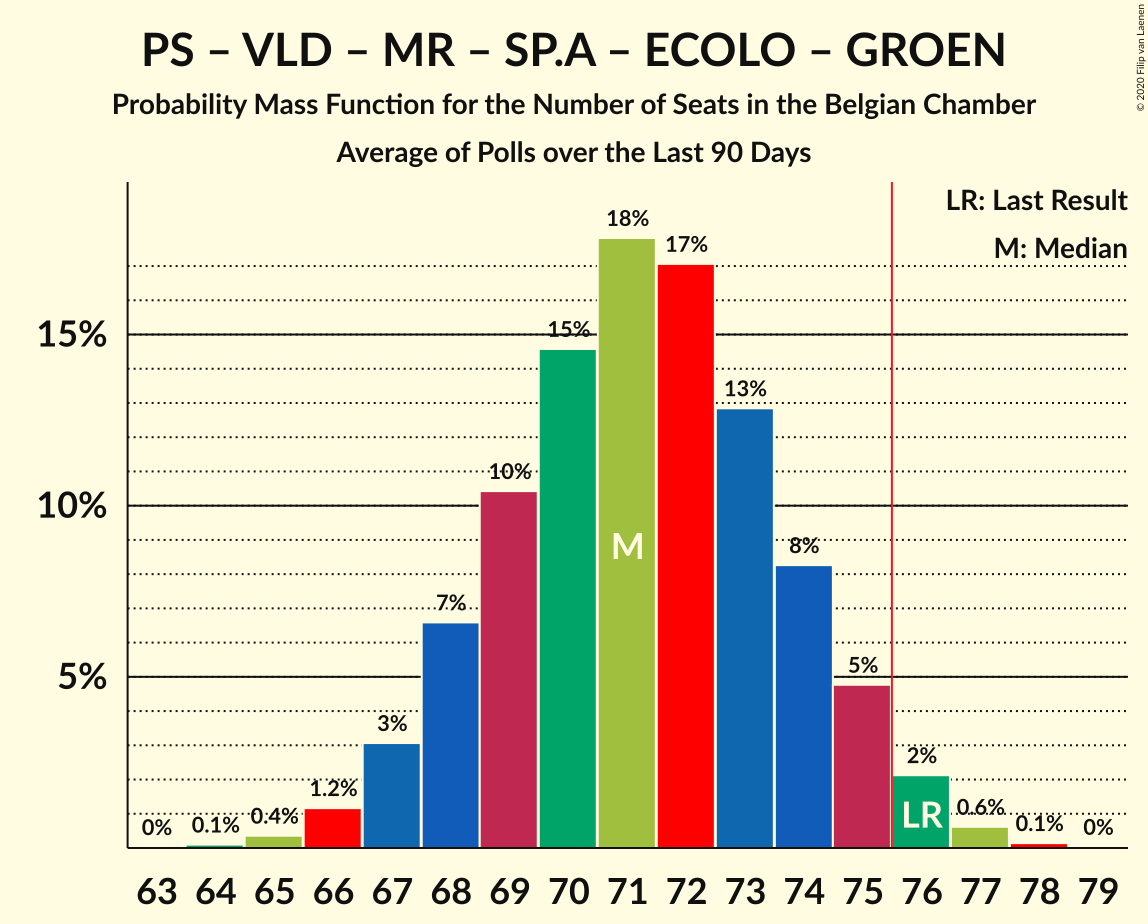 PS – VLD – MR – SP.A – ECOLO – GROEN
Probability Mass Function for the Number of Seats in the Belgian Chamber
Average of Polls over the Last 90 Days
© 2020 Filip van Laenen
LR: Last Result
M: Median
15%
10%
5%
0%
0.1%
0.4%
1.2%
3%
7%
10%
15%
18%
17%
13%
8%
5%
2%
0.6%
0.1%
0%
M
LR
63 64 65 66 67 68 69 70 71 72 73 74 75 76 77 78 79